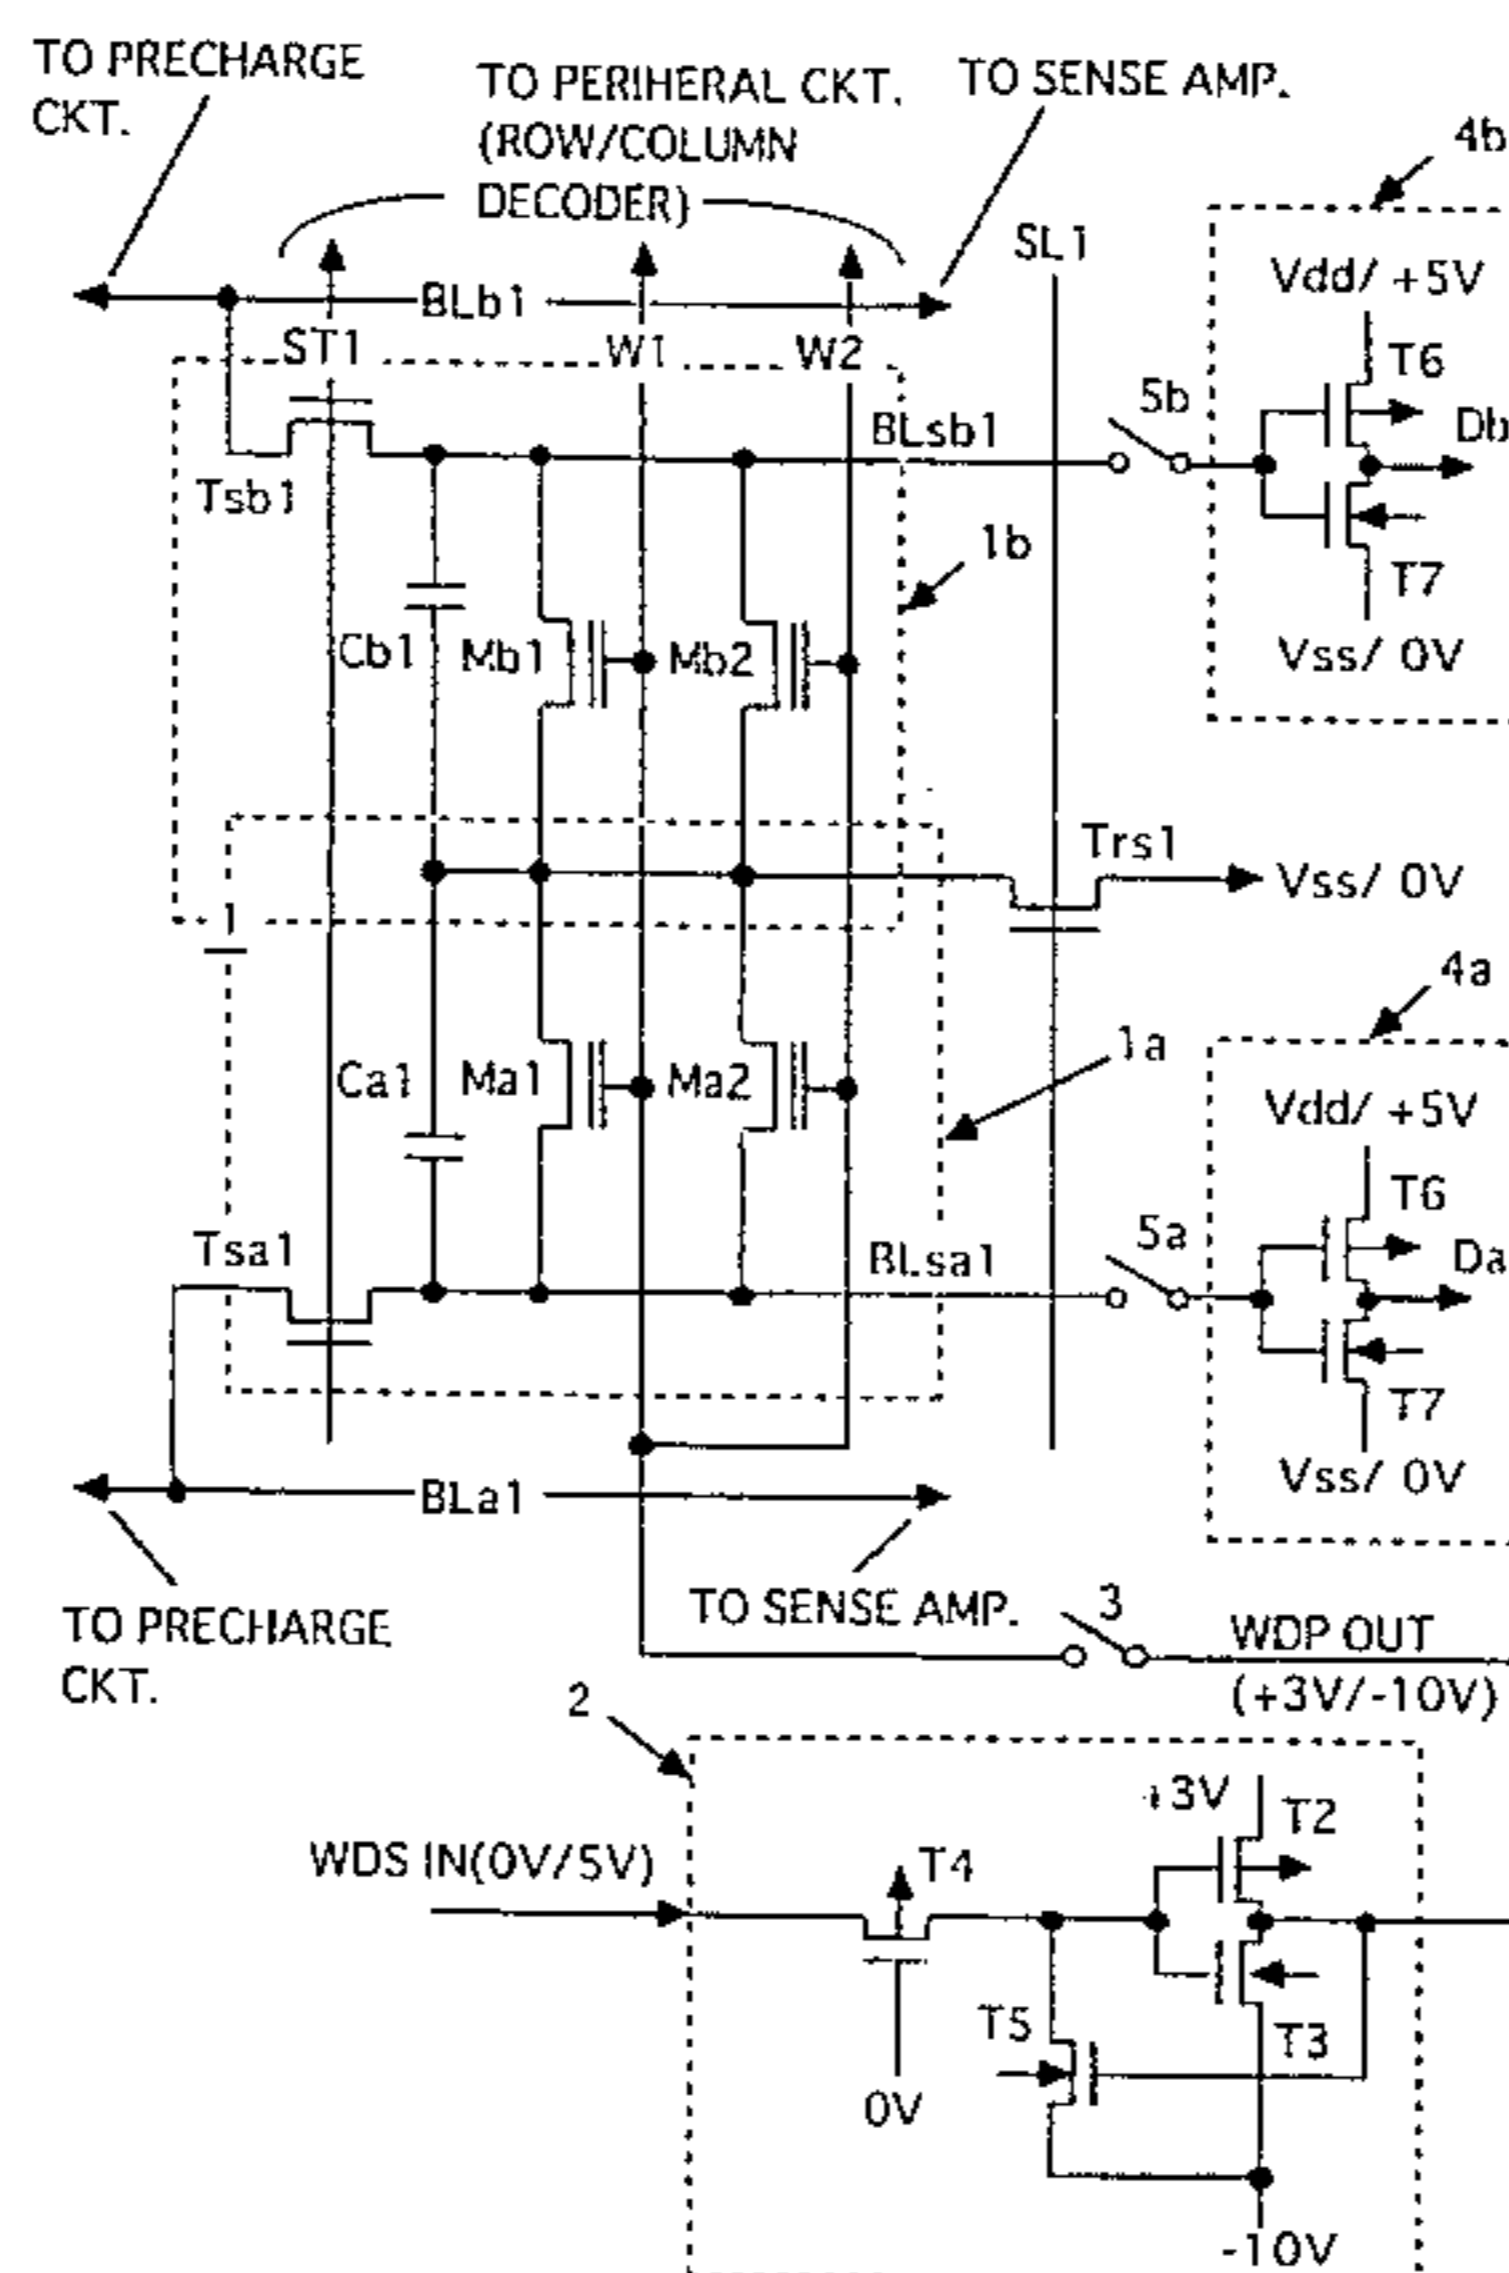 TO PRECHARGE
CKT.
TO PERIHERAL CKT.
(ROW/COLUMN
DECODER)
TO SENSE AMP.
4b
SL1
Vdd/ +5V
BLb1
ST1
W1
W2
T6
5b
BLsb1
Db
Tsb1
1b
T7
Cb1
Mb1
Mb2
Vss/ 0V
Trs1
Vss/ 0V
1
4a
1a
Ca1
Ma1
Ma2
Vdd/ +5V
T6
Tsa1
5a
BLsa1
Da
T7
Vss/ 0V
BLa1
TO PRECHARGE
CKT.
TO SENSE AMP.
3
WDP OUT
(+3V/-10V)
2
+3V
T2
WDS IN(0V/5V)
T4
T5
T3
0V
-10V